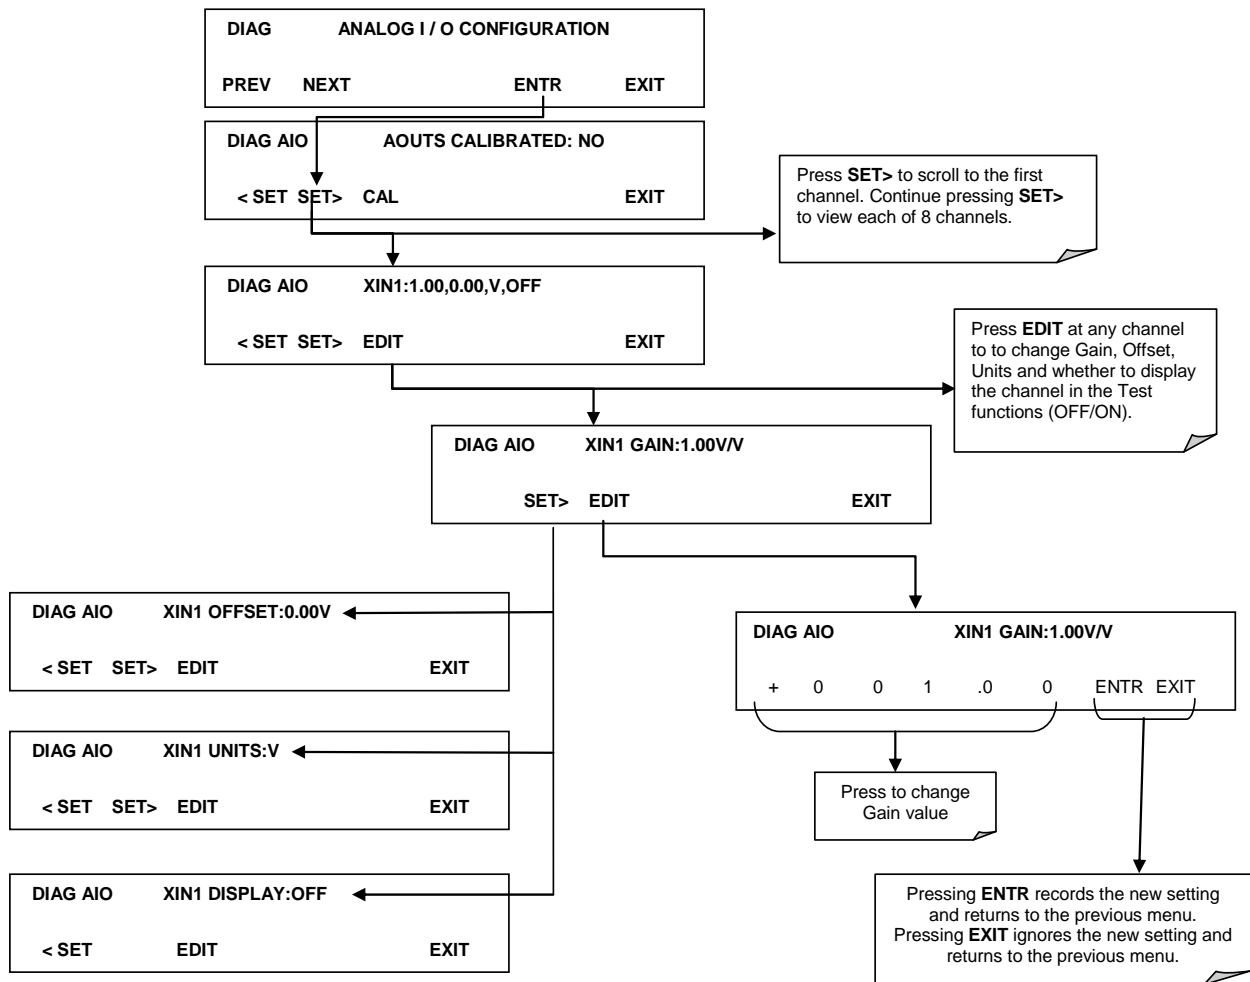 DIAG ANALOG I / O CONFIGURATION
PREV NEXT ENTR EXIT
DIAG AIO AOUTS CALIBRATED: NO
< SET SET> CAL EXIT
Press SET> to scroll to the first
channel. Continue pressing SET>
to view each of 8 channels.
DIAG AIO XIN1:1.00,0.00,V,OFF
< SET SET> EDIT EXIT
Press EDIT at any channel
to to change Gain, Offset,
Units and whether to display
the channel in the Test
functions (OFF/ON).
DIAG AIO XIN1 GAIN:1.00V/V
SET> EDIT EXIT
DIAG AIO XIN1 OFFSET:0.00V
< SET SET> EDIT EXIT
DIAG AIO XIN1 GAIN:1.00V/V
+ 0 0 1 .0 0 ENTR EXIT
DIAG AIO XIN1 UNITS:V
< SET SET> EDIT EXIT
Press to change
Gain value
DIAG AIO XIN1 DISPLAY:OFF
< SET EDIT EXIT
Pressing ENTR records the new setting
and returns to the previous menu.
Pressing EXIT ignores the new setting and
returns to the previous menu.